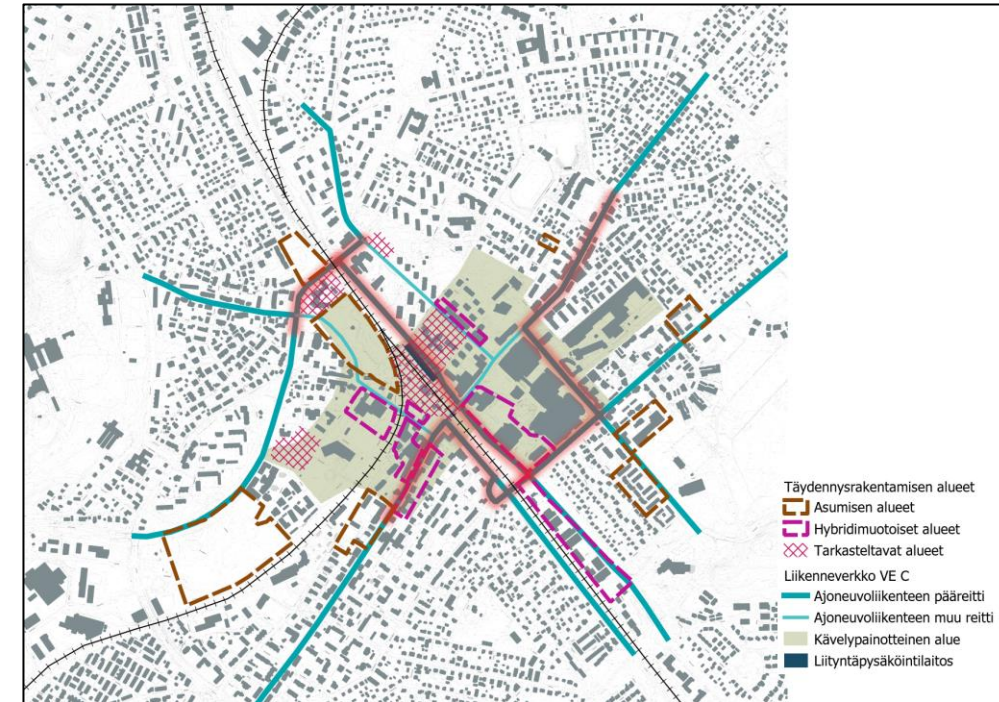 Täydennysrakentamisen alueet
Asumisen alueet
Hybridimuotoiset alueet
Tarkasteltavat alueet
Liikenneverkko VE C
Ajoneuvoliikenteen pääreitti
Ajoneuvoliikenteen muu reitti
Kävelypainotteinen alue
Liityntäpysäköintilaitos